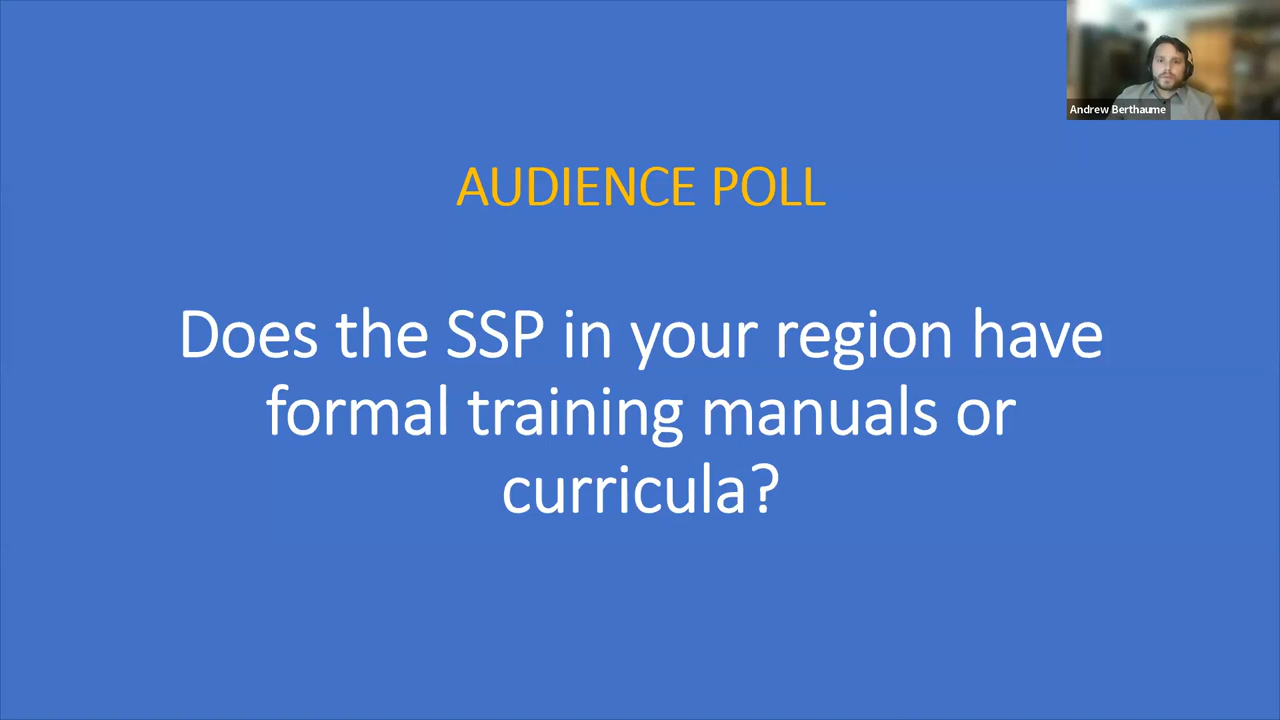 Andrew Berthaume
AUDIENCE POLL
Does the SSP in your region have
formal training manuals or
curricula?